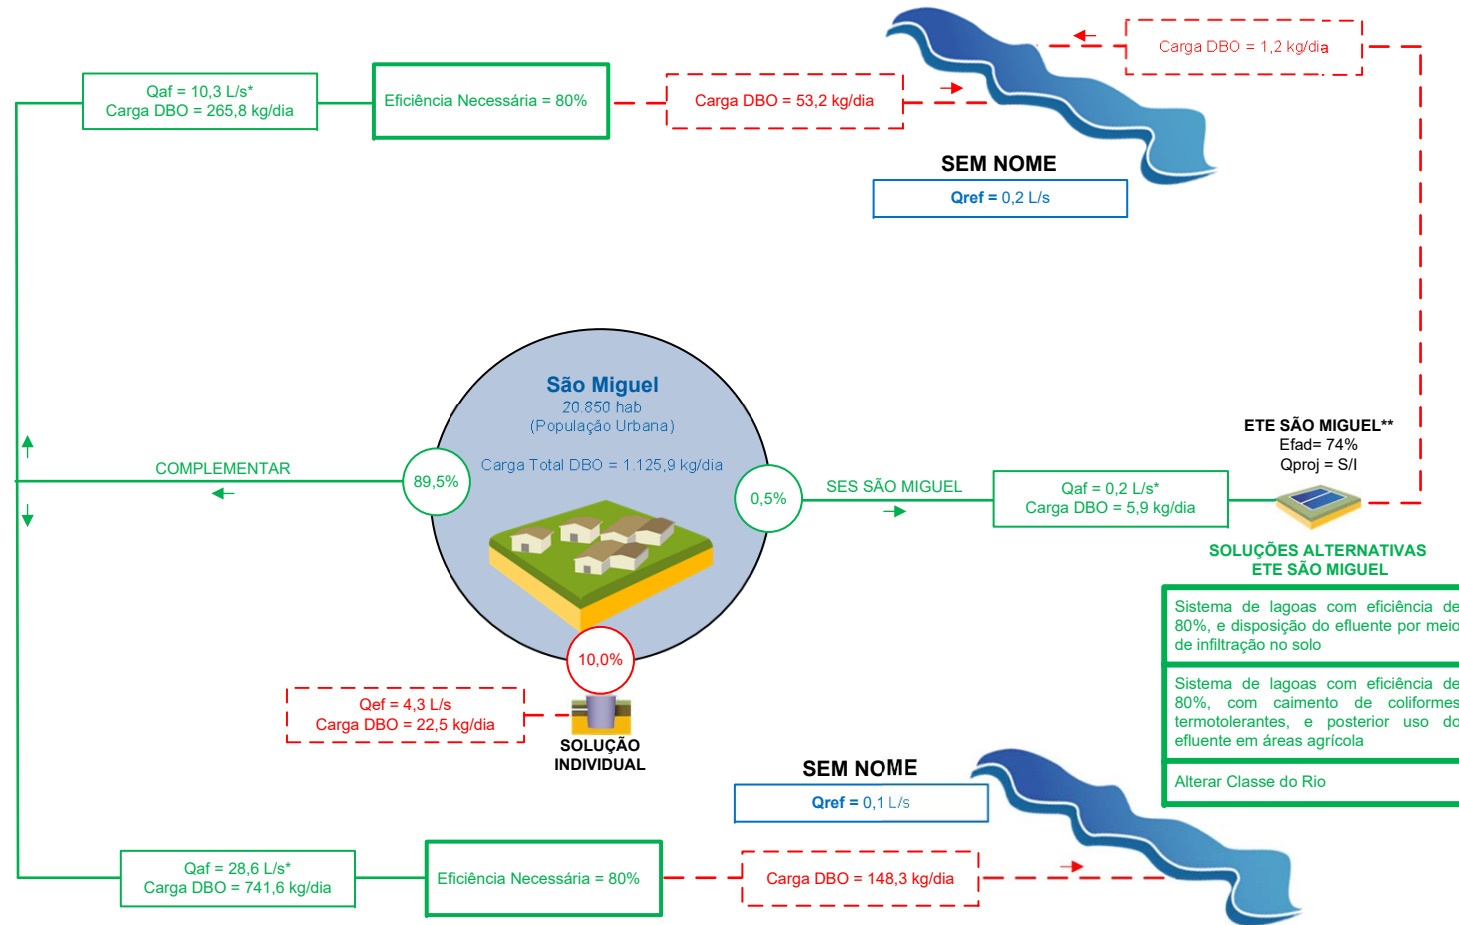 Qaf = 10,3 L/s*
Carga DBO = 265,8 kg/dia
Eficiência Necessária = 80%
Carga DBO = 53,2 kg/dia
Carga DBO = 1,2 kg/dia
SEM NOME
Qref = 0,2 L/s
São Miguel
20.850 hab
(População Urbana)
Carga Total DBO = 1.125,9 kg/dia
COMPLEMENTAR
89,5%
0,5%
SES SÃO MIGUEL
Qaf = 0,2 L/s*
Carga DBO = 5,9 kg/dia
ETE SÃO MIGUEL**
Efad= 74%
Qproj = S/I
SOLUÇÕES ALTERNATIVAS
ETE SÃO MIGUEL
Sistema de lagoas com eficiência de
80%, e disposição do efluente por meio
de infiltração no solo
Sistema de lagoas com eficiência de
80%, com caimento de coliformes
termotolerantes, e posterior uso do
efluente em áreas agrícola
Alterar Classe do Rio
10,0%
Qef = 4,3 L/s
Carga DBO = 22,5 kg/dia
SOLUÇÃO
INDIVIDUAL
SEM NOME
Qref = 0,1 L/s
Qaf = 28,6 L/s*
Carga DBO = 741,6 kg/dia
Eficiência Necessária = 80%
Carga DBO = 148,3 kg/dia